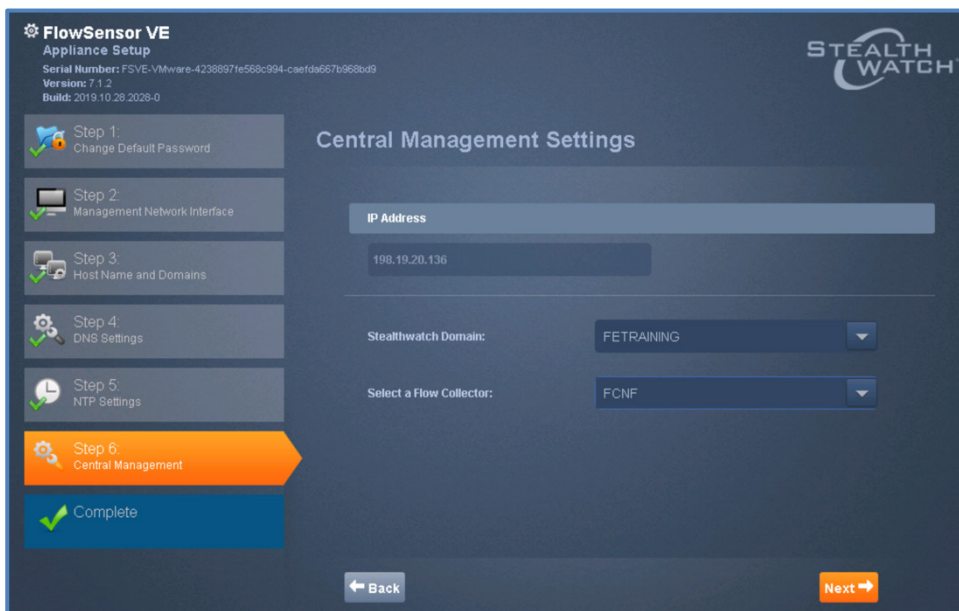 FlowSensor VE
Appliance Setup
Serial Number: FSVE-VMware-4238897fe568c994-caefda667b968bd9
Version: 7.1.2
Build: 2019.10.28.2028-0
STEALTH
WATCH
Step 1:
Change Default Password
Step 2:
Management Network Interface
Step 3:
Host Name and Domains
Step 4:
DNS Settings
Step 5:
NTP Settings
Step 6:
Central Management
Complete
Central Management Settings
IP Address
198.19.20.136
Stealthwatch Domain: FETRAINING
Select a Flow Collector: FCNF
Back
Next